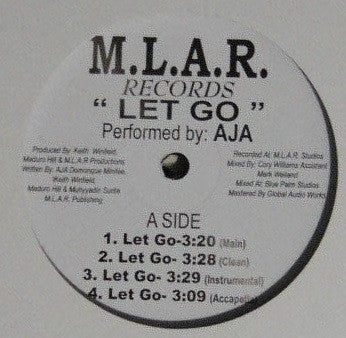 M.L.A.R.
RECORDS
" LET GO "
Performed by: AJA
Produced By: Keith Winfield,
Maduro Hill & M.L.A.R Productions.
Written By: AJA Dominique Minifee,
Keith Winfield,
Maduro Hill & Muhyyadin Surite
M.L.A.R. Publishing
Recorded At: M.L.A.R. Studios
Mixed By: Cory Williams Assistant
Mark Weiland
Mixed At: Blue Palm Studios
Mastered By Global Audio Works
A SIDE
1. Let Go-3:20 (Main)
2. Let Go- 3:28 (Clean)
3. Let Go- 3:29 (Instrumental)
4. Let Go- 3:09 (Accapella)